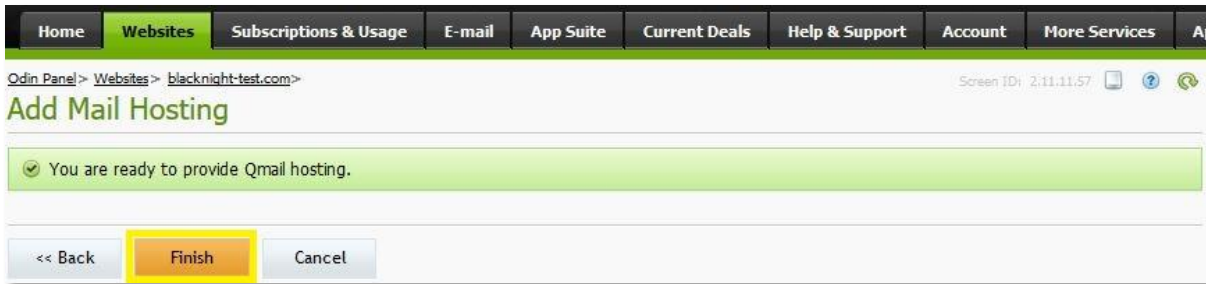 Home Websites Subscriptions & Usage E-mail App Suite Current Deals Help & Support Account More Services
Odin Panel> Websites> blacknight-test.com>
Screen ID: 2.11.11.57
Add Mail Hosting
You are ready to provide Qmail hosting.
<< Back Finish Cancel